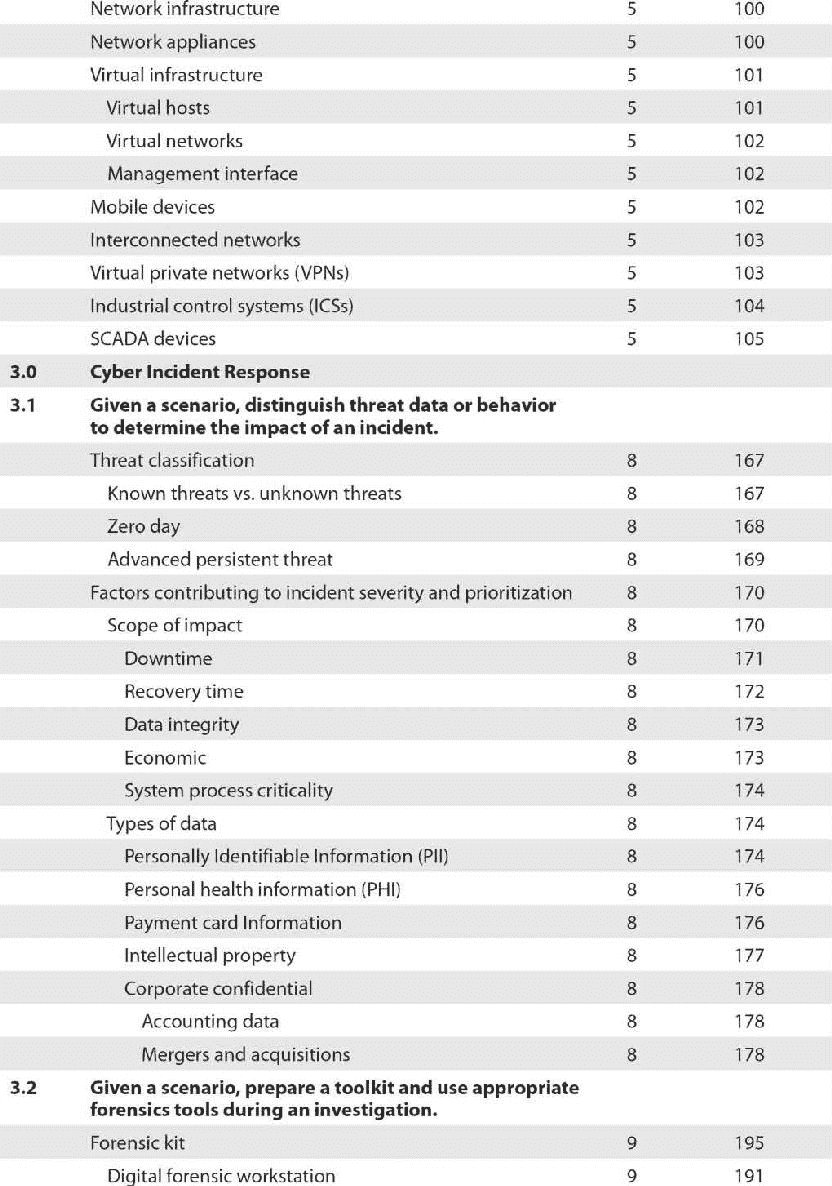 Network infrastructure 5 100
Network appliances 5 100
Virtual infrastructure 5 101
Virtual hosts 5 101
Virtual networks 5 102
Management interface 5 102
Mobile devices 5 102
Interconnected networks 5 103
Virtual private networks (VPNs) 5 103
Industrial control systems (ICSs) 5 104
SCADA devices 5 105
3.0 Cyber Incident Response
3.1 Given a scenario, distinguish threat data or behavior
to determine the impact of an incident.
Threat classification 8 167
Known threats vs. unknown threats 8 167
Zero day 8 168
Advanced persistent threat 8 169
Factors contributing to incident severity and prioritization 8 170
Scope of impact 8 170
Downtime 8 171
Recovery time 8 172
Data integrity 8 173
Economic 8 173
System process criticality 8 174
Types of data 8 174
Personally Identifiable Information (PII) 8 174
Personal health information (PHI) 8 176
Payment card Information 8 176
Intellectual property 8 177
Corporate confidential 8 178
Accounting data 8 178
Mergers and acquisitions 8 178
3.2 Given a scenario, prepare a toolkit and use appropriate
forensics tools during an investigation.
Forensic kit 9 195
Digital forensic workstation 9 191